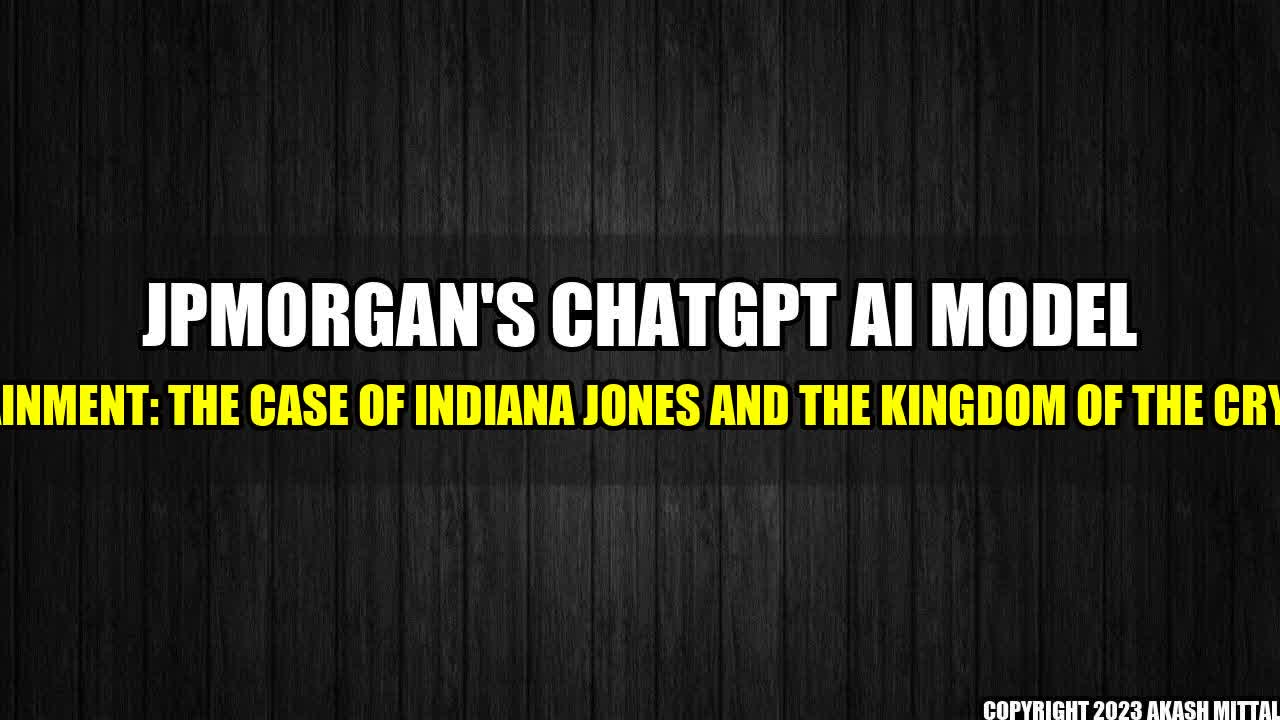 JPMORGAN'S CHATGPT AI MODEL
AINMENT: THE CASE OF INDIANA JONES AND THE KINGDOM OF THE CRY
COPYRIGHT 2023 AKASH MITTAL